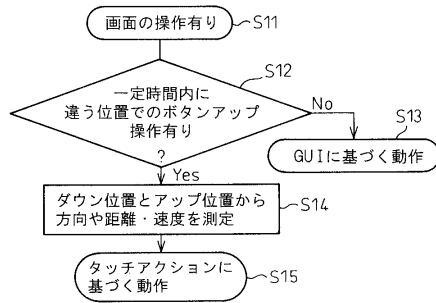 画面の操作有り
S11
S12
一定時間内に
違う位置でのボタンアップ
操作有り
?
No
S13
GUIに基づく動作
Yes
ダウン位置とアップ位置から
方向や距離・速度を測定
S14
タッチアクションに
基づく動作
S15